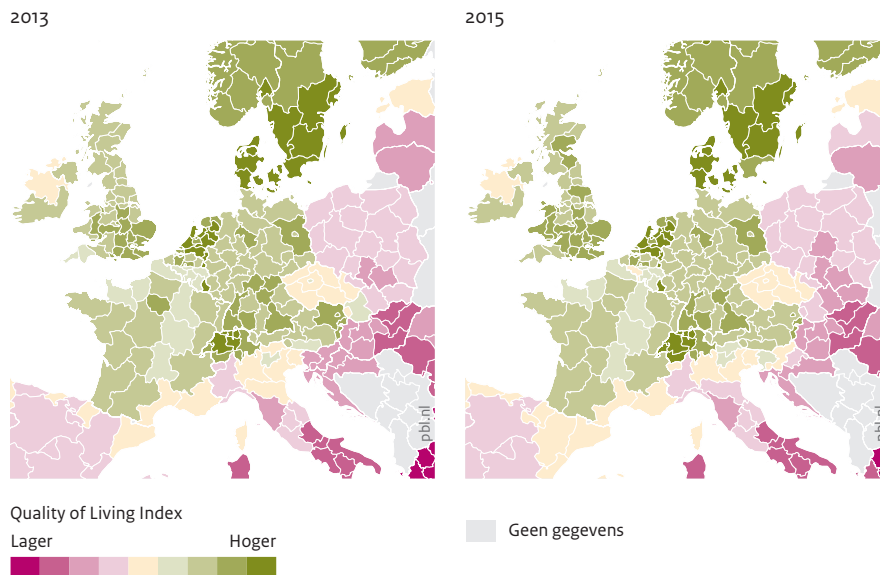 2013
2015
pbl.nl
pbl.nl
Quality of Living Index
Lager
Hoger
Geen gegevens